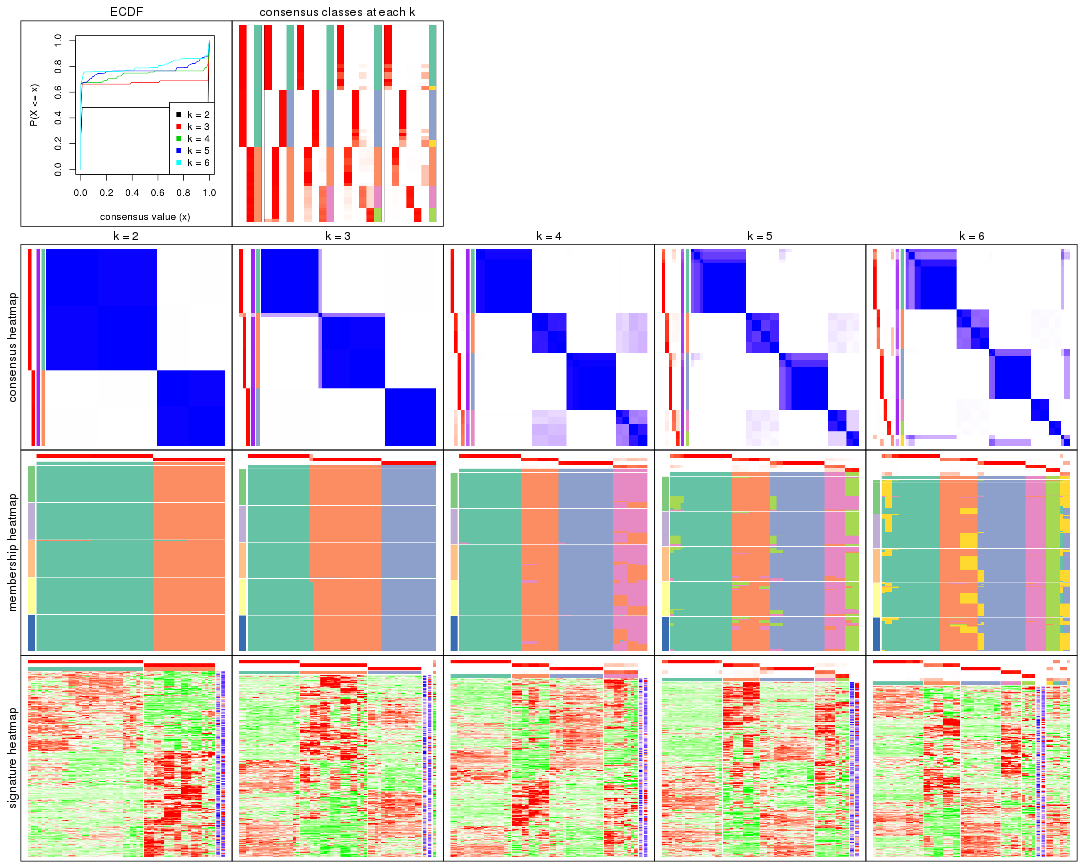 ECDF
consensus classes at each k
P(X <= x)
1.0
0.8
0.6
0.4
0.2
0.0
k = 2
k = 3
k = 4
k = 5
k = 6
0.0 0.2 0.4 0.6 0.8 1.0
consensus value (x)
k = 2
k = 3
k = 4
k = 5
k = 6
consensus heatmap
membership heatmap
signature heatmap